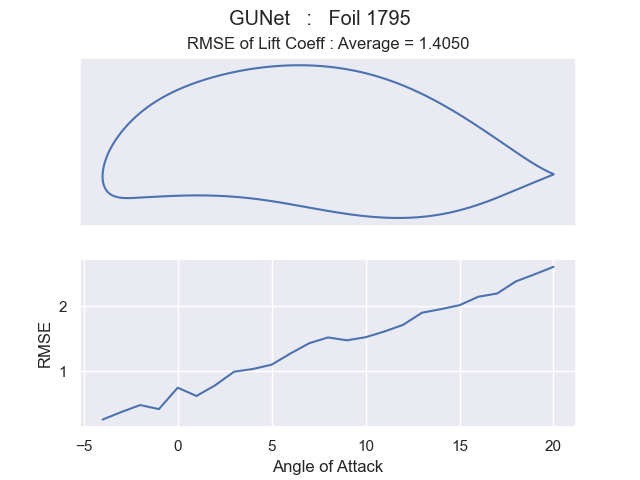 GUNet   :   Foil 1795
RMSE of Lift Coeff : Average = 1.4050
2
1
RMSE
−5 0 5 10 15 20
Angle of Attack